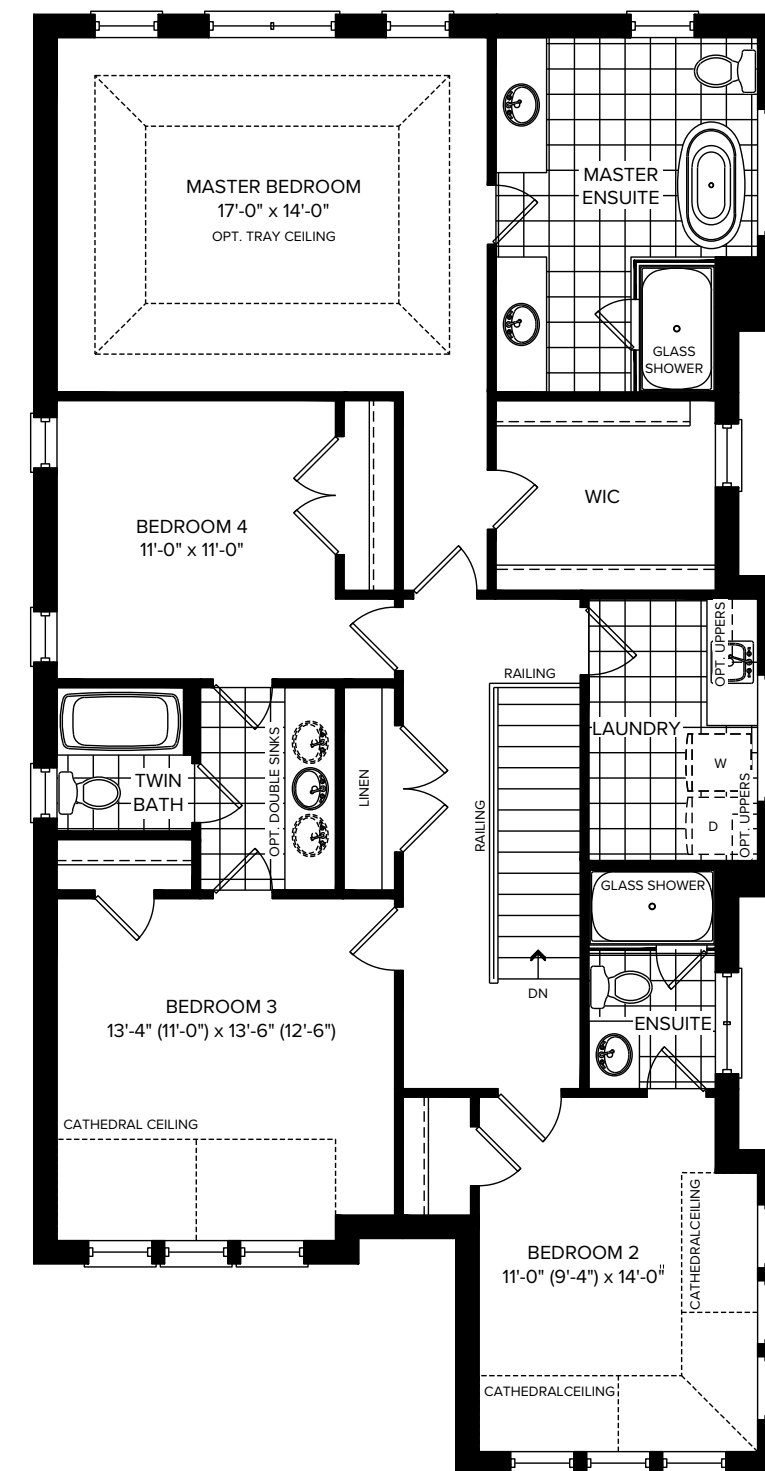 MASTER BEDROOM
17'-0" x 14'-0"
OPT. TRAY CEILING
MASTER
ENSUITE
GLASS
SHOWER
WIC
BEDROOM 4
11'-0" x 11'-0"
RAILING
OPT. UPPERS
LAUNDRY
W
D
OPT. UPPERS
TWIN
BATH
OPT. DOUBLE SINKS
LINEN
RAILING
GLASS SHOWER
DN
ENSUITE
BEDROOM 3
13'-4" (11'-0") x 13'-6" (12'-6")
CATHEDRAL CEILING
BEDROOM 2
11'-0" (9'-4") x 14'-0"
CATHEDRALCEILING
CATHEDRALCEILING